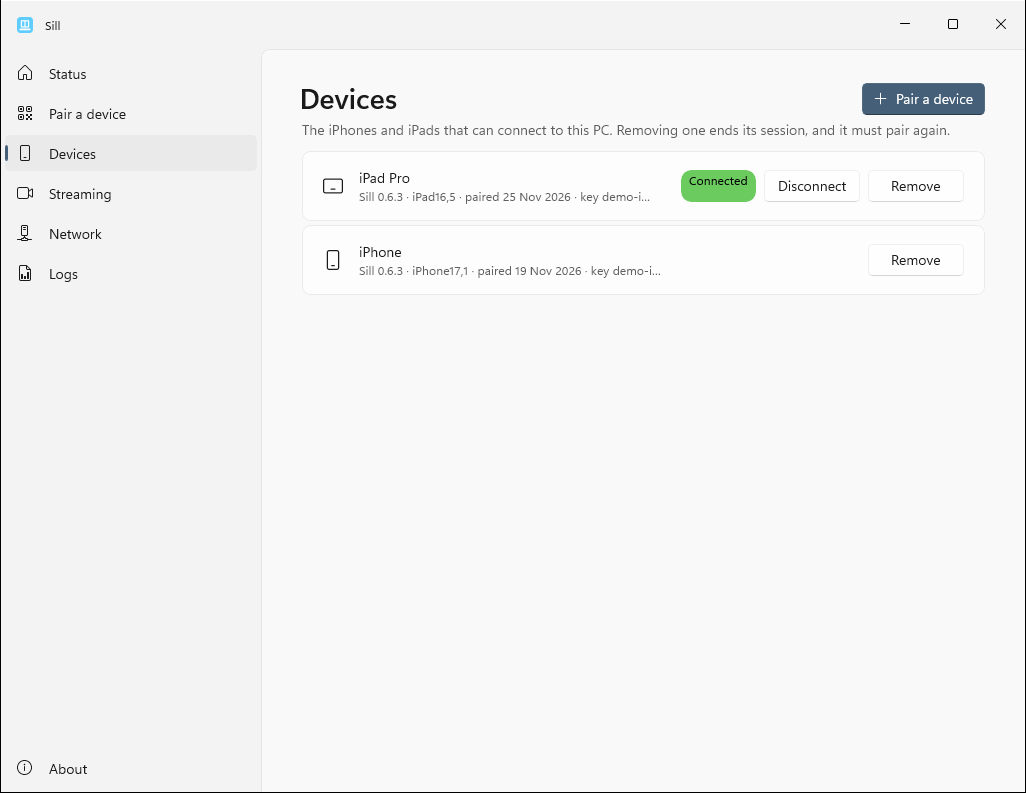 Sill
Status
Pair a device
Devices
Streaming
Network
Logs
About
Devices
Pair a device
The iPhones and iPads that can connect to this PC. Removing one ends its session, and it must pair again.
iPad Pro
Sill 0.6.3 · iPad16,5 · paired 25 Nov 2026 · key demo-i...
Connected
Disconnect
Remove
iPhone
Sill 0.6.3 · iPhone17,1 · paired 19 Nov 2026 · key demo-i...
Remove